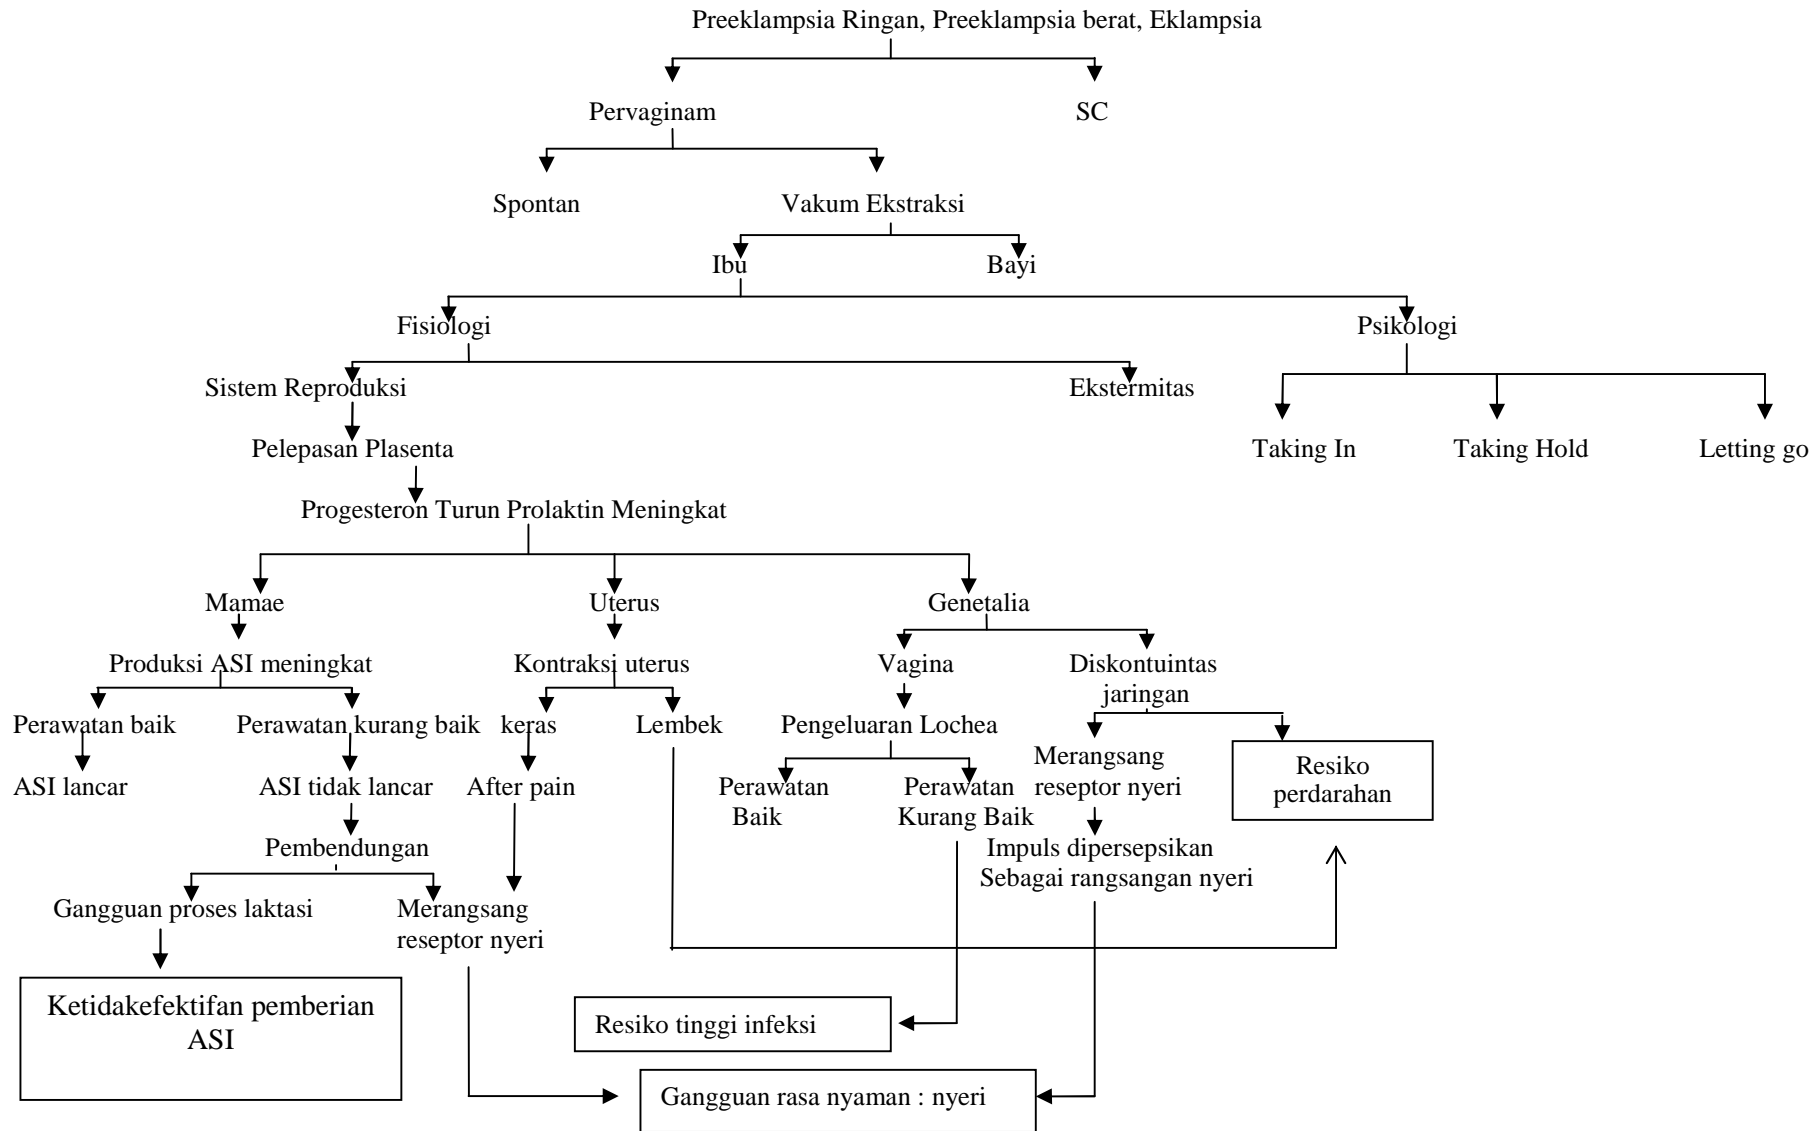 Preeklampsia Ringan, Preeklampsia berat, Eklampsia
Pervaginam
SC
Spontan
Vakum Ekstraksi
Ibu
Bayi
Fisiologi
Psikologi
Sistem Reproduksi
Ekstermitas
Pelepasan Plasenta
Taking In
Taking Hold
Letting go
Progesteron Turun Prolaktin Meningkat
Mamae
Uterus
Genetalia
Produksi ASI meningkat
Kontraksi uterus
Vagina
Diskontuintas
jaringan
Perawatan baik
Perawatan kurang baik
keras
Lembek
Pengeluaran Lochea
Merangsang
reseptor nyeri
Resiko
perdarahan
ASI lancar
ASI tidak lancar
After pain
Perawatan
Baik
Perawatan
Kurang Baik
Pembendungan
Impuls dipersepsikan
Sebagai rangsangan nyeri
Gangguan proses laktasi
Merangsang
reseptor nyeri
Ketidakefektifan pemberian
ASI
Resiko tinggi infeksi
Gangguan rasa nyaman : nyeri